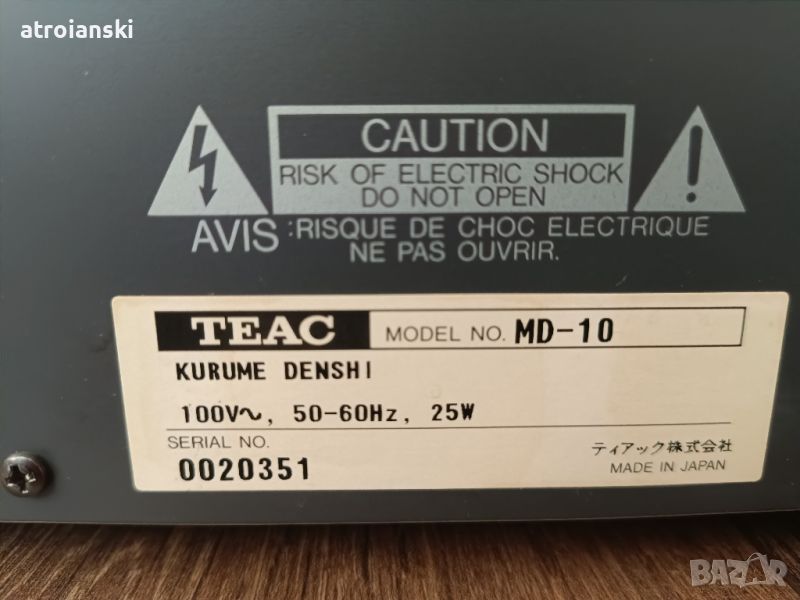 atroianski
CAUTION
RISK OF ELECTRIC SHOCK
DO NOT OPEN
AVIS :RISQUE DE CHOC ELECTRIQUE
NE PAS OUVRIR.
TEAC MODEL NO. MD-10
KURUME DENSHI
100V~, 50-60Hz, 25W
SERIAL NO.
0020351
ティアック株式会社
MADE IN JAPAN
BAZAR